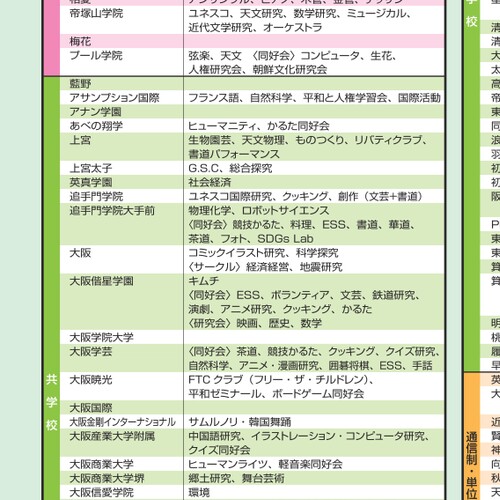 帝塚山学院 ユネスコ、天文研究、数学研究、ミュージカル、
近代文学研究、オーケストラ
梅花
プール学院 弦楽、天文 〈同好会〉コンピュータ、生花、
人権研究会、朝鮮文化研究会
共学校
藍野
アサンプション国際 フランス語、自然科学、平和と人権学習会、国際活動
アナン学園
あべの翔学 ヒューマニティ、かるた同好会
上宮 生物園芸、天文物理、ものつくり、リバティクラブ、
書道パフォーマンス
上宮太子 G.S.C、総合探究
英真学園 社会経済
追手門学院 ユネスコ国際研究、クッキング、創作（文芸+書道）
追手門学院大手前 物理化学、ロボットサイエンス
〈同好会〉競技かるた、料理、ESS、書道、華道、
茶道、フォト、SDGs Lab
大阪 コミックイラスト研究、科学探究
〈サークル〉経済経営、地震研究
大阪偕星学園 キムチ
〈同好会〉ESS、ボランティア、文芸、鉄道研究、
演劇、アニメ研究、クッキング、かるた
〈研究会〉映画、歴史、数学
大阪学院大学
大阪学芸 〈同好会〉茶道、競技かるた、クッキング、クイズ研究、
自然科学、アニメ・漫画研究、囲碁将棋、ESS、手話
大阪暁光 FTC クラブ（フリー・ザ・チルドレン）、
平和ゼミナール、ボードゲーム同好会
大阪国際
大阪金剛インターナショナル サムルノリ・韓国舞踊
大阪産業大学附属 中国語研究、イラストレーション・コンピュータ研究、
クイズ同好会
大阪商業大学 ヒューマンライツ、軽音楽同好会
大阪商業大学堺 郷土研究、舞台芸術
大阪信愛学院 環境
学校
通信制・単位